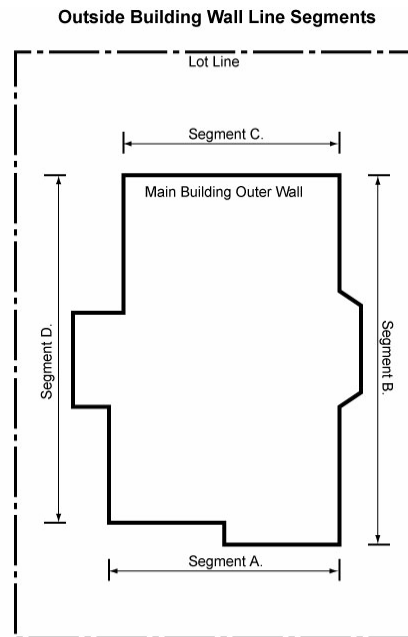 Outside Building Wall Line Segments
Lot Line
Segment C.
Main Building Outer Wall
Segment D.
Segment B.
Segment A.